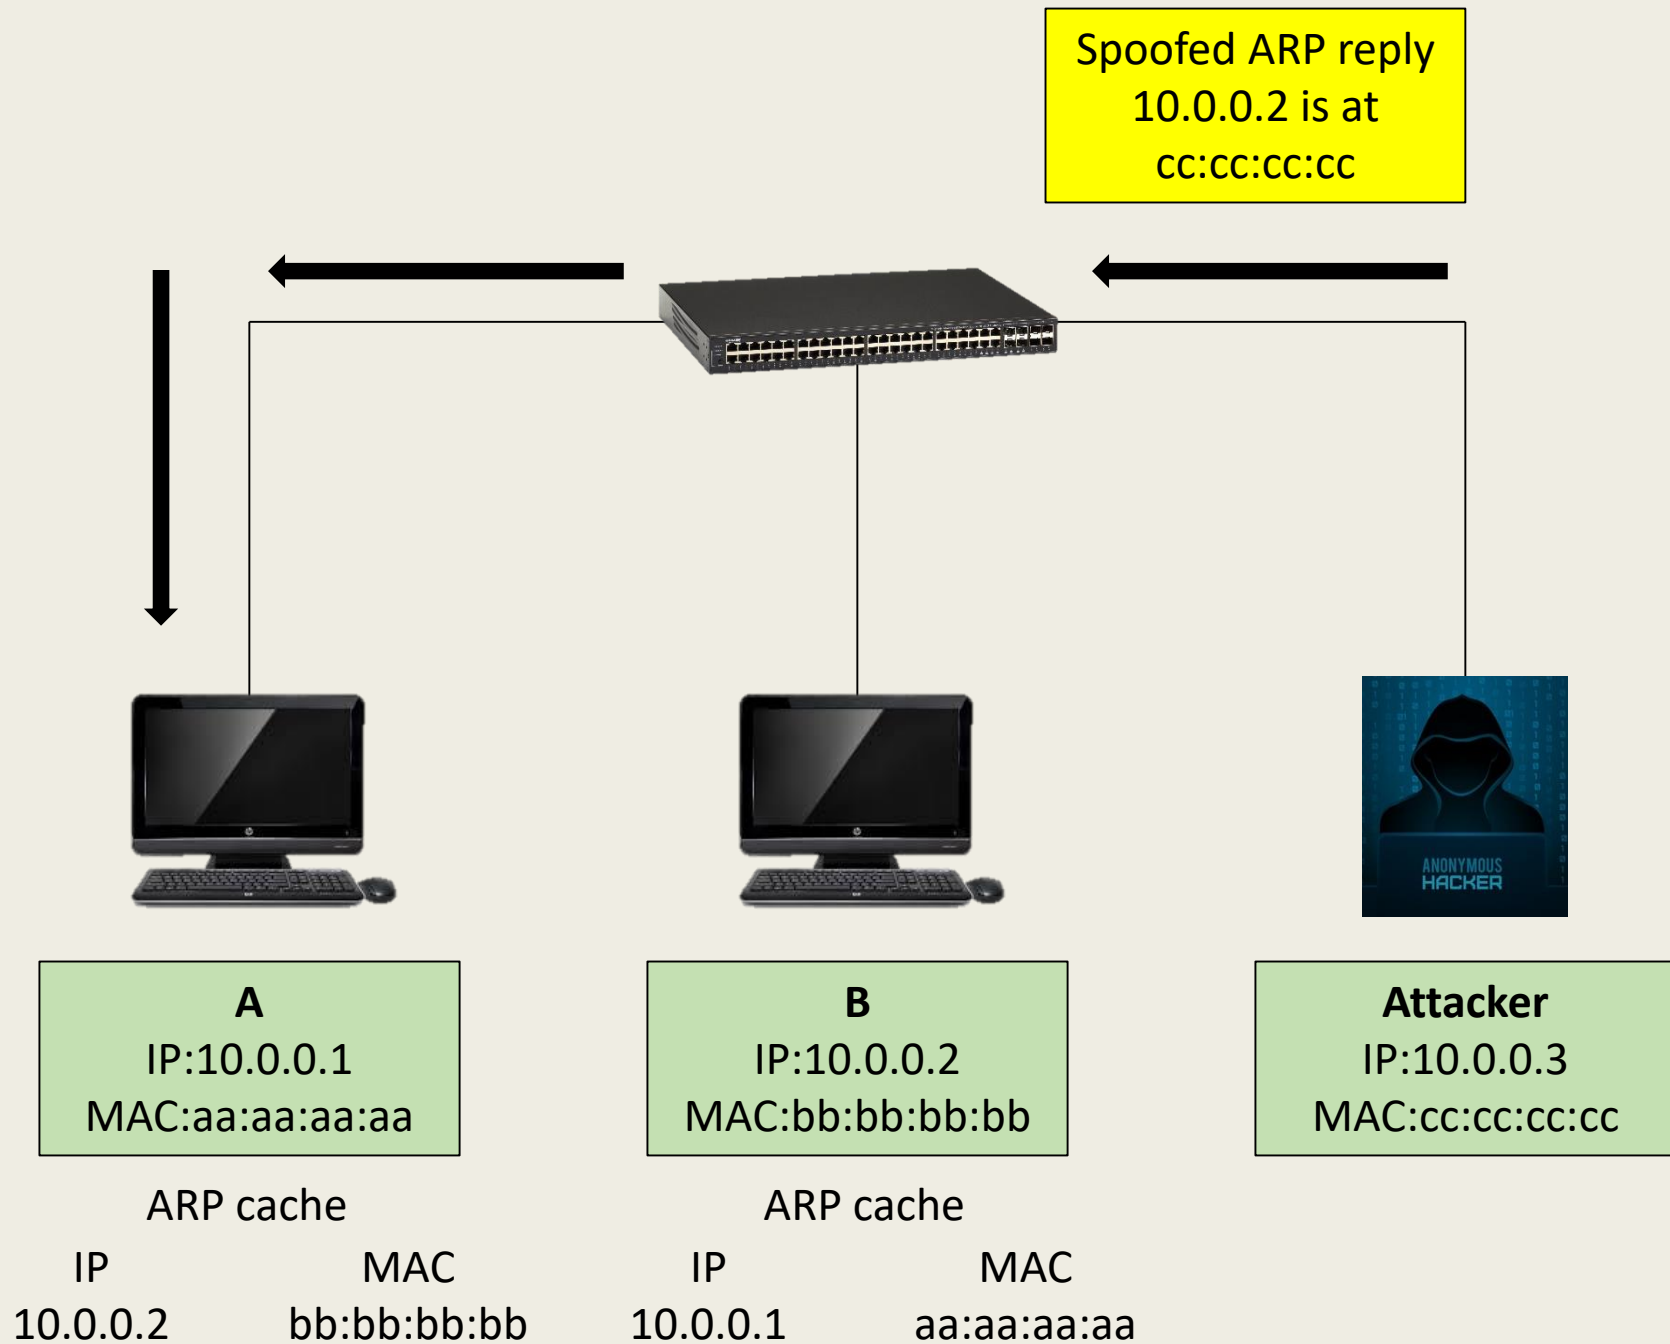 Spoofed ARP reply
10.0.0.2 is at
cc:cc:cc:cc
ANONYMOUS
HACKER
A
IP:10.0.0.1
MAC:aa:aa:aa:aa
B
IP:10.0.0.2
MAC:bb:bb:bb:bb
Attacker
IP:10.0.0.3
MAC:cc:cc:cc:cc
ARP cache
IP MAC
10.0.0.2 bb:bb:bb:bb
ARP cache
IP MAC
10.0.0.1 aa:aa:aa:aa